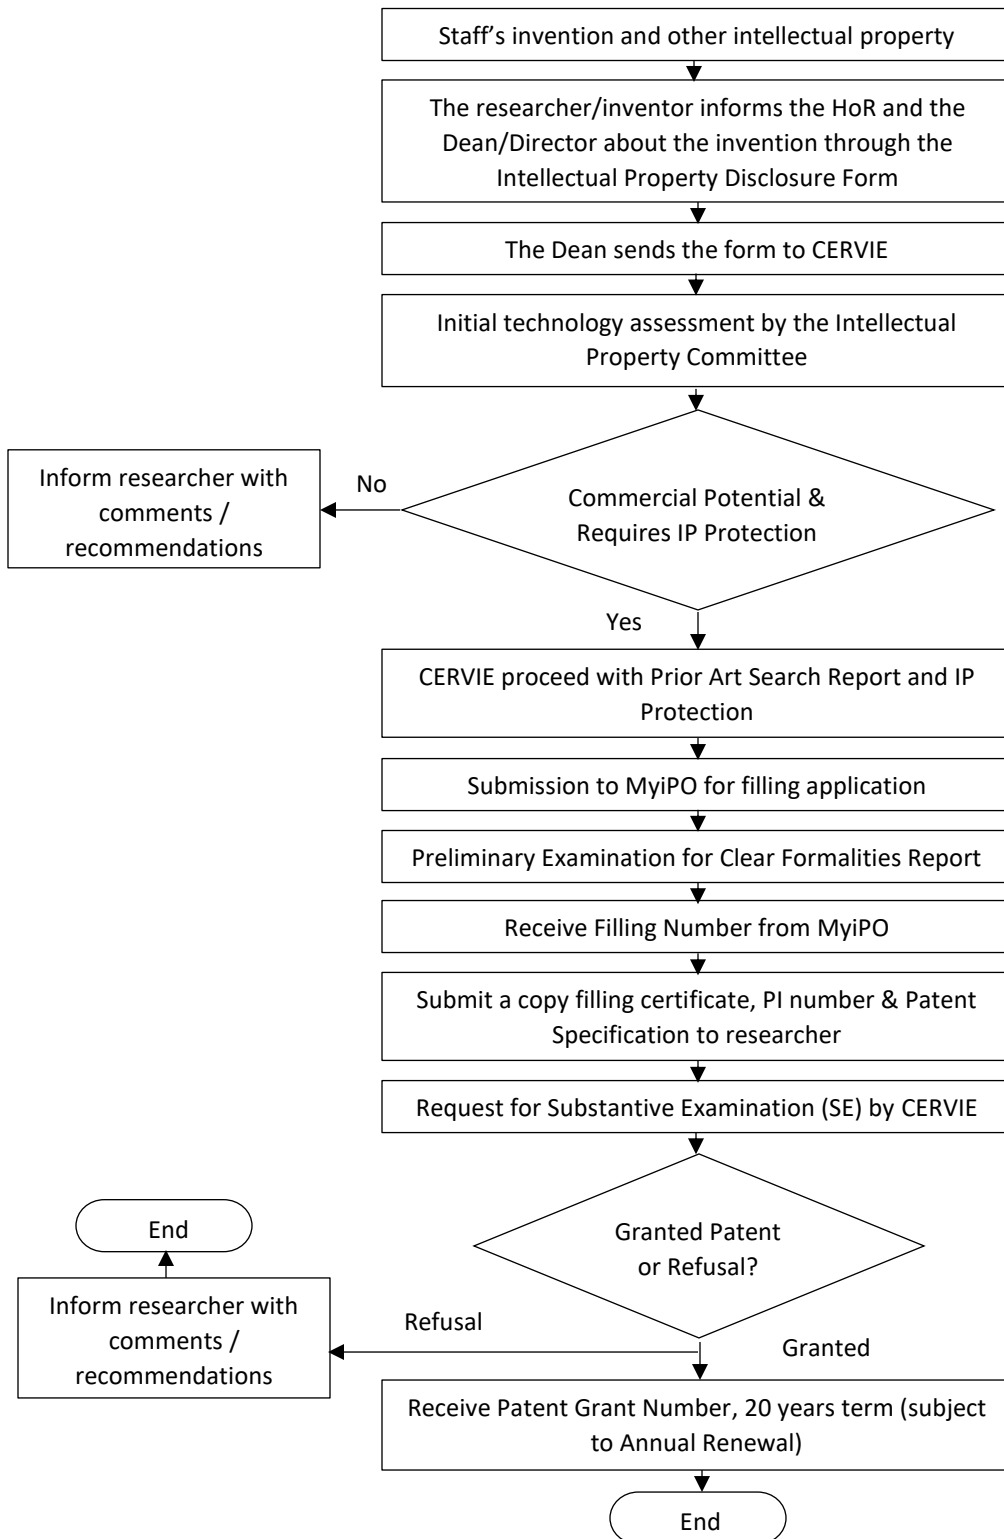 Staff’s invention and other intellectual property
The researcher/inventor informs the HoR and the
Dean/Director about the invention through the
Intellectual Property Disclosure Form
The Dean sends the form to CERVIE
Initial technology assessment by the Intellectual
Property Committee
Commercial Potential &
Requires IP Protection
No
Inform researcher with
comments /
recommendations
Yes
CERVIE proceed with Prior Art Search Report and IP
Protection
Submission to MyiPO for filling application
Preliminary Examination for Clear Formalities Report
Receive Filling Number from MyiPO
Submit a copy filling certificate, PI number & Patent
Specification to researcher
Request for Substantive Examination (SE) by CERVIE
Granted Patent
or Refusal?
Refusal
Inform researcher with
comments /
recommendations
End
Granted
Receive Patent Grant Number, 20 years term (subject
to Annual Renewal)
End